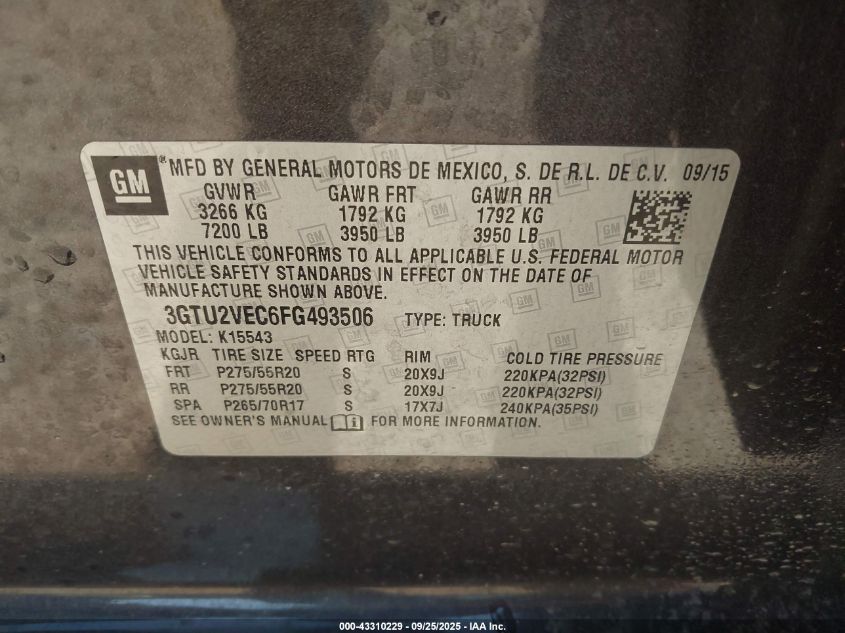 GM ® MFD BY GENERAL MOTORS DE MEXICO, S. DE R.L. DE C.V. 09/15
GVWR GAWR FRT GAWR RR
3266 KG 1792 KG 1792 KG
7200 LB 3950 LB 3950 LB
THIS VEHICLE CONFORMS TO ALL APPLICABLE U.S. FEDERAL MOTOR
VEHICLE SAFETY STANDARDS IN EFFECT ON THE DATE OF
MANUFACTURE SHOWN ABOVE.
3GTU2VEC6FG493506 TYPE: TRUCK
MODEL: K15543
KGJR TIRE SIZE SPEED RTG RIM COLD TIRE PRESSURE
FRT P275/55R20 S 20X9J 220KPA(32PSI)
RR P275/55R20 S 20X9J 220KPA(32PSI)
SPA P265/70R17 S 17X7J 240KPA(35PSI)
SEE OWNER'S MANUAL FOR MORE INFORMATION.
000-43310229 - 09/25/2025 - IAA Inc.